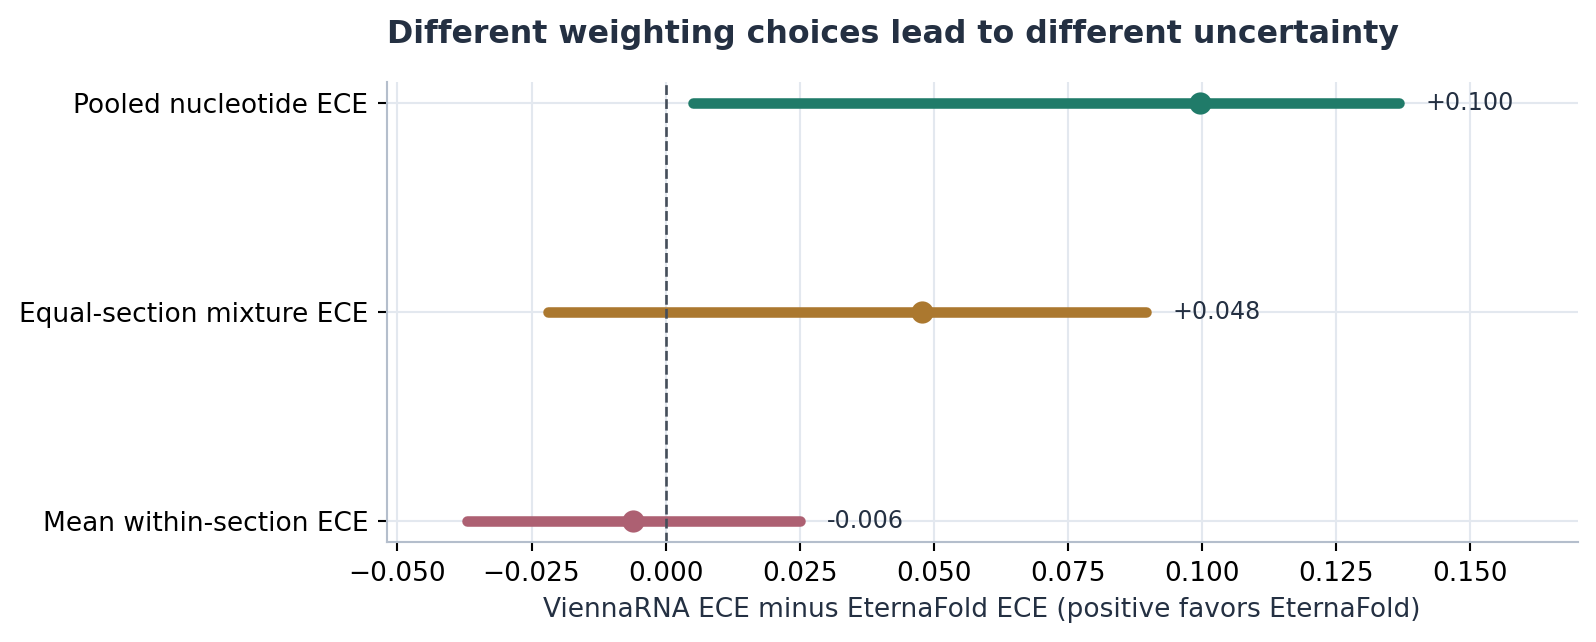 Different weighting choices lead to different uncertainty
Pooled nucleotide ECE
+0.100
Equal-section mixture ECE
+0.048
Mean within-section ECE
-0.006
−0.050 −0.025 0.000 0.025 0.050 0.075 0.100 0.125 0.150
ViennaRNA ECE minus EternaFold ECE (positive favors EternaFold)